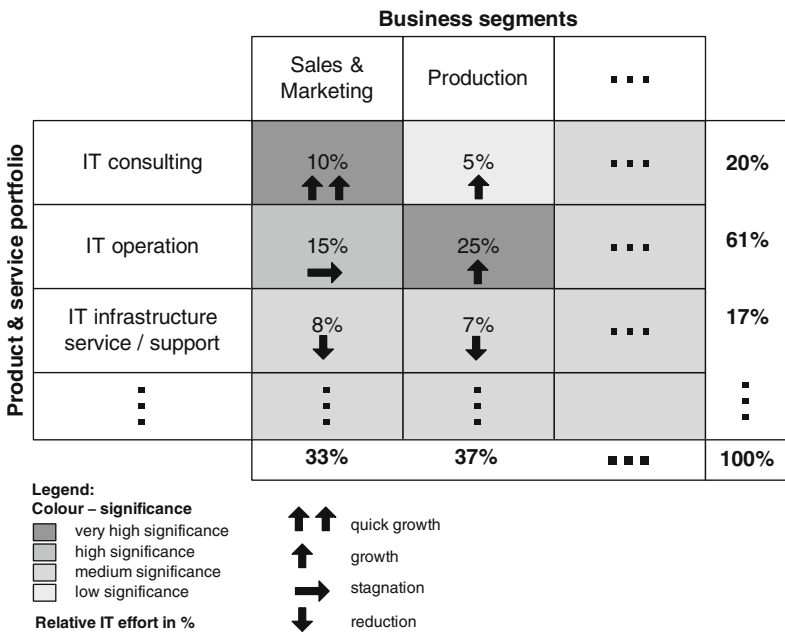 Business segments
Sales &
Marketing
Production
...
Product & service portfolio
IT consulting
10%
5%
...
20%
IT operation
15%
25%
...
61%
IT infrastructure
service / support
8%
7%
...
17%
33%
37%
...
100%
Legend:
Colour – significance
very high significance
high significance
medium significance
low significance
Relative IT effort in %
quick growth
growth
stagnation
reduction